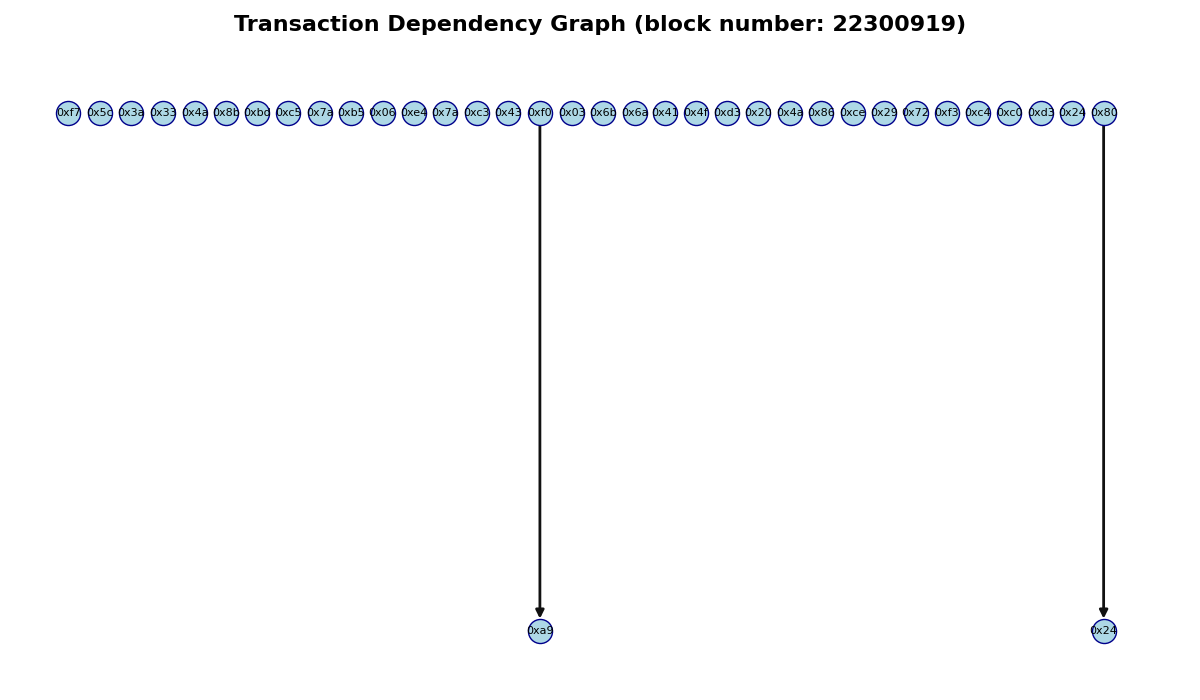 Transaction Dependency Graph (block number: 22300919)
0xf7 0x5c 0x3a 0x33 0x4a 0x8b 0xbd 0xc5 0x7a 0xb5 0x06 0xe4 0x7a 0xc3 0x43 0xf0 0x03 0x6b 0x6a 0x41 0x4f 0xd3 0x20 0x4a 0x86 0xce 0x29 0x72 0xf3 0xc4 0xc0 0xd3 0x24 0x80
0xa9 0x24